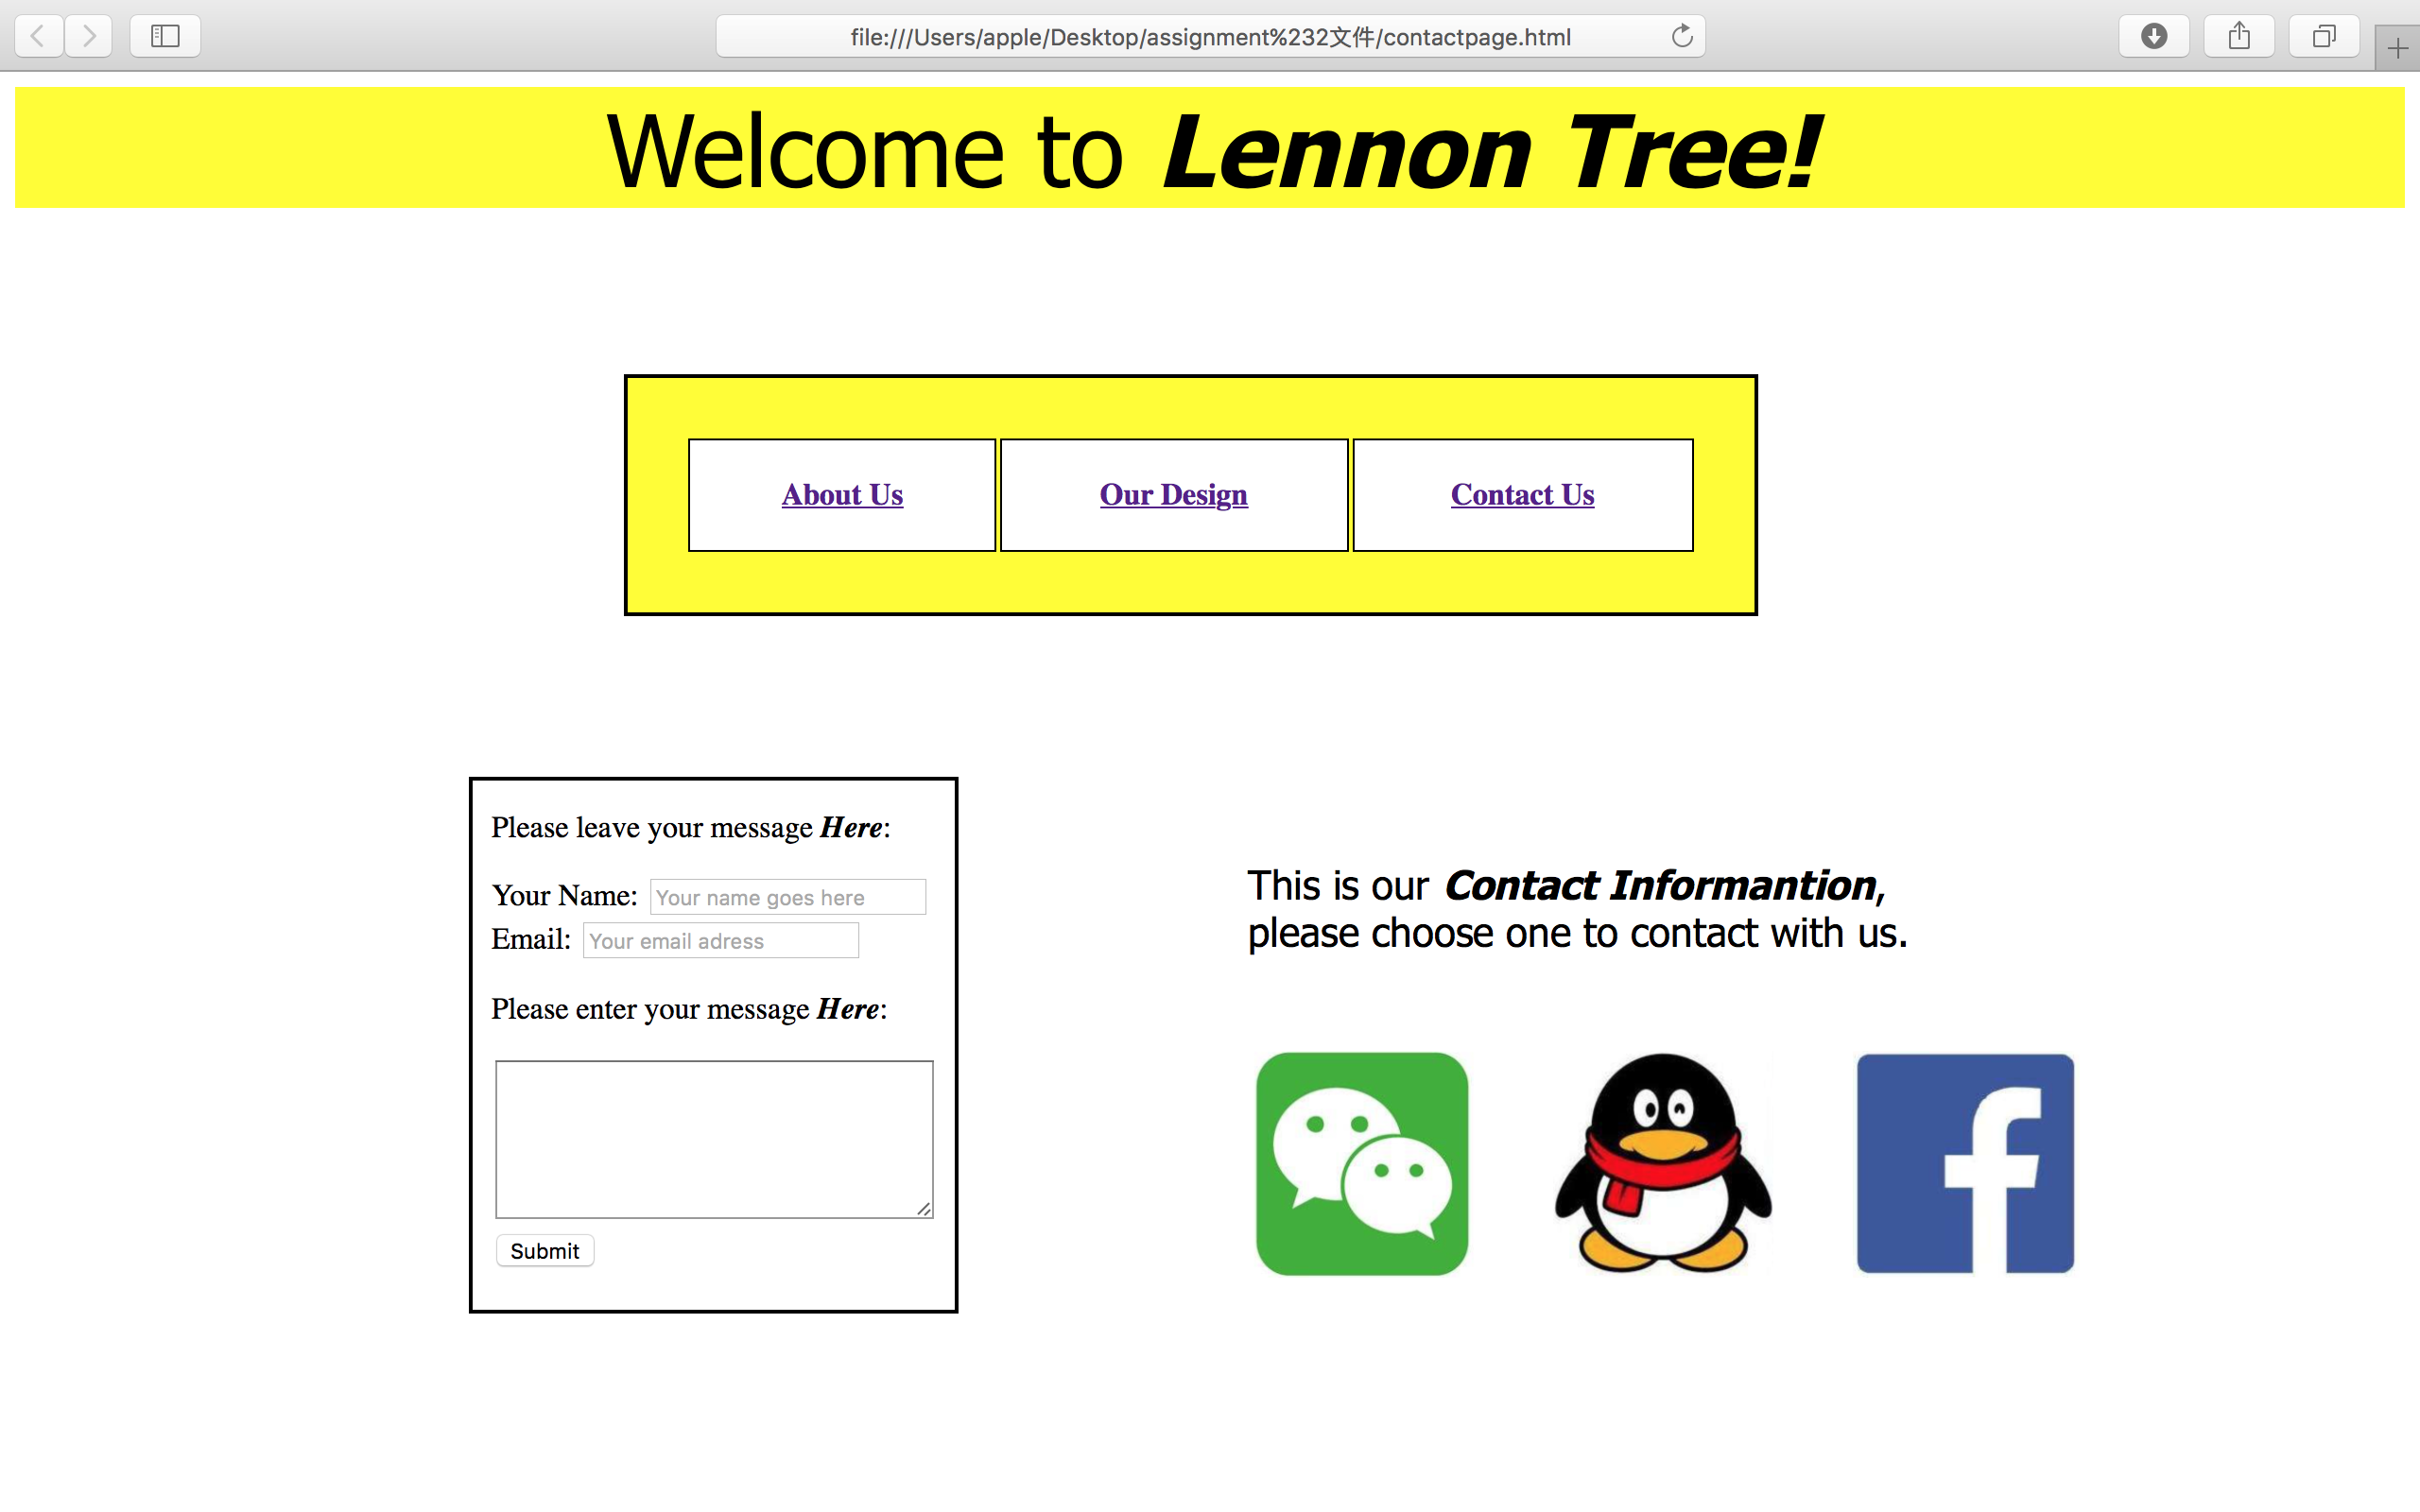 file:///Users/apple/Desktop/assignment%232文件/contactpage.html
Welcome to Lennon Tree!
About Us
Our Design
Contact Us
Please leave your message Here:
Your Name: Your name goes here
Email: Your email adress
Please enter your message Here:
Submit
This is our Contact Informantion,
please choose one to contact with us.